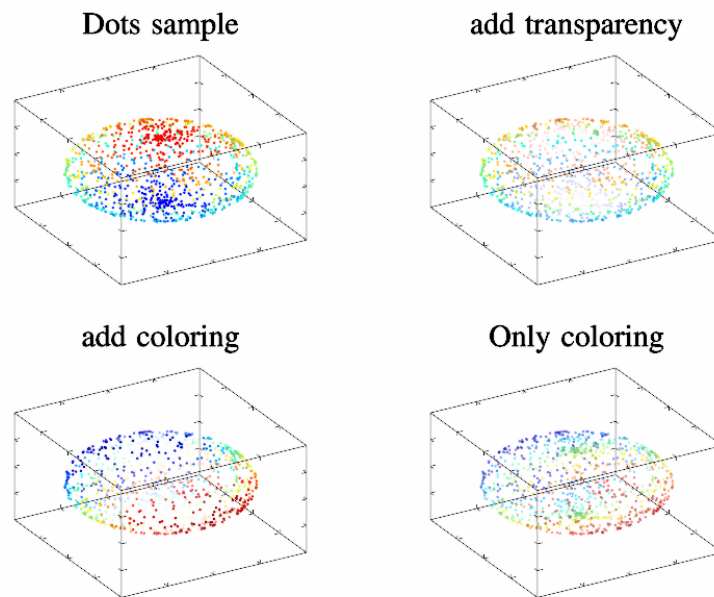 Dots sample
add transparency
add coloring
Only coloring